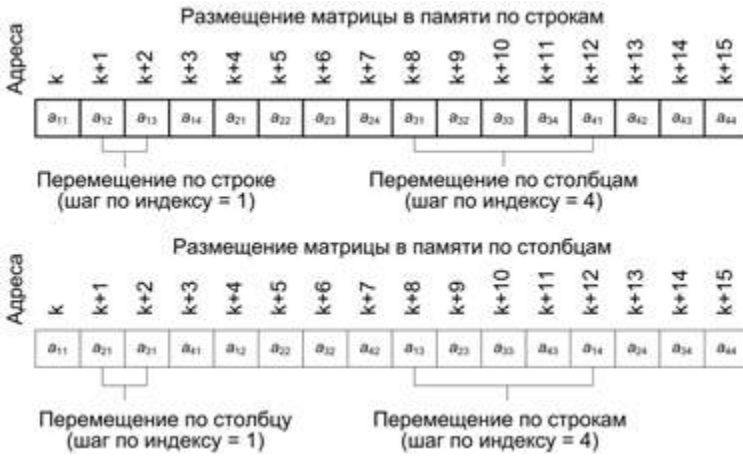 Размещение матрицы в памяти по строкам
Адреса
k k+1 k+2 k+3 k+4 k+5 k+6 k+7 k+8 k+9 k+10 k+11 k+12 k+13 k+14 k+15
a11 a12 a13 a14 a21 a22 a23 a24 a31 a32 a33 a34 a41 a42 a43 a44
Перемещение по строке
(шаг по индексу = 1)
Перемещение по столбцам
(шаг по индексу = 4)
Размещение матрицы в памяти по столбцам
Адреса
k k+1 k+2 k+3 k+4 k+5 k+6 k+7 k+8 k+9 k+10 k+11 k+12 k+13 k+14 k+15
a11 a21 a31 a41 a12 a22 a32 a42 a13 a23 a33 a43 a14 a24 a34 a44
Перемещение по столбцу
(шаг по индексу = 1)
Перемещение по строкам
(шаг по индексу = 4)